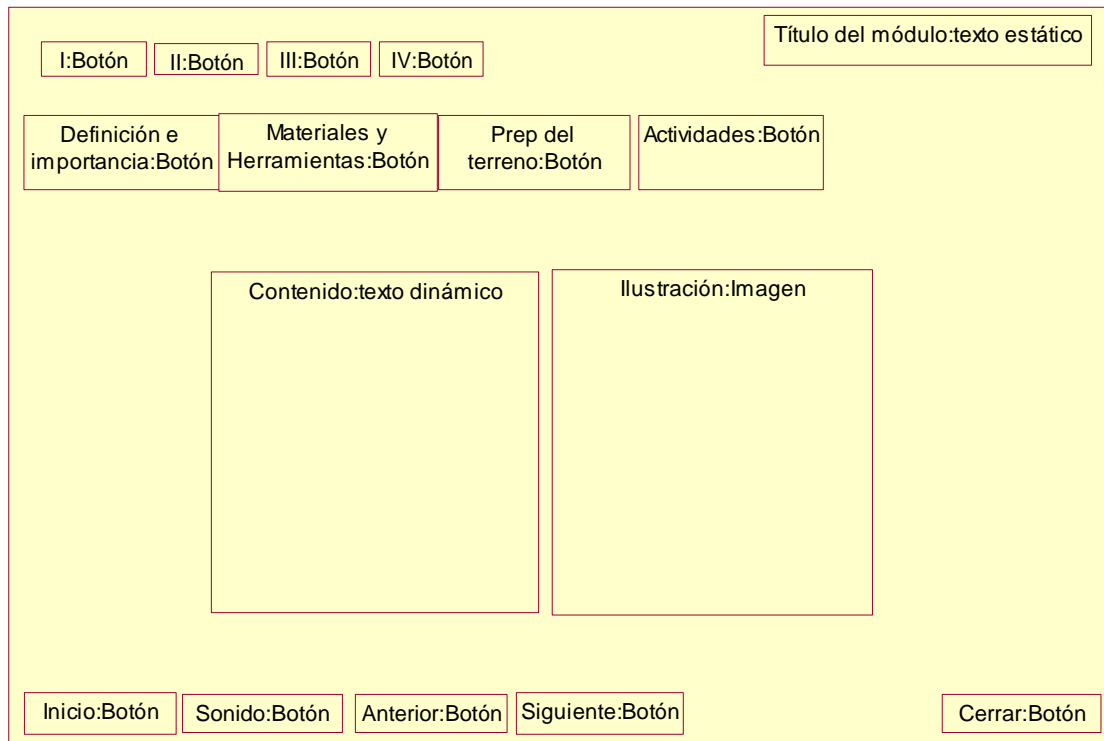 Título del módulo:texto estático
I:Botón
II:Botón
III:Botón
IV:Botón
Definición e
importancia:Botón
Materiales y
Herramientas:Botón
Prep del
terreno:Botón
Actividades:Botón
Contenido:texto dinámico
Ilustración:Imagen
Inicio:Botón
Sonido:Botón
Anterior:Botón
Siguiente:Botón
Cerrar:Botón